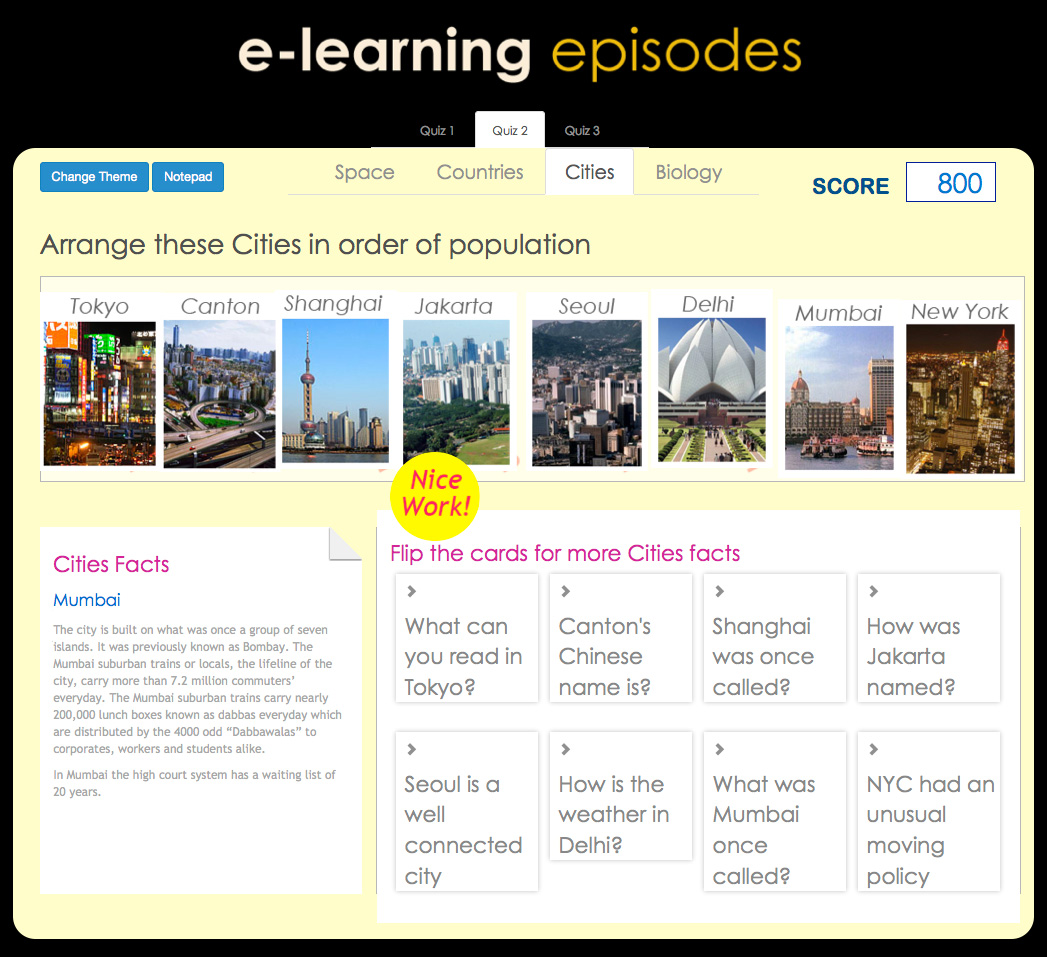 e-learning episodes
Quiz 1 Quiz 2 Quiz 3
Change Theme Notepad
Space Countries Cities Biology
SCORE 800
Arrange these Cities in order of population
Tokyo Canton Shanghai Jakarta Seoul Delhi Mumbai New York
Nice
Work!
Cities Facts
Mumbai
The city is built on what was once a group of seven
islands. It was previously known as Bombay. The
Mumbai suburban trains or locals, the lifeline of the
city, carry more than 7.2 million commuters’
everyday. The Mumbai suburban trains carry nearly
200,000 lunch boxes known as dabbas everyday which
are distributed by the 4000 odd “Dabbawalas” to
corporates, workers and students alike.
In Mumbai the high court system has a waiting list of
20 years.
Flip the cards for more Cities facts
What can
you read in
Tokyo?
Canton's
Chinese
name is?
Shanghai
was once
called?
How was
Jakarta
named?
Seoul is a
well
connected
city
How is the
weather in
Delhi?
What was
Mumbai
once
called?
NYC had an
unusual
moving
policy